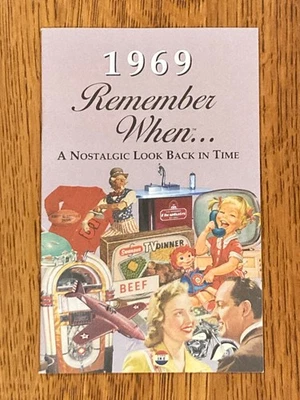 1969
Remember
When...
A Nostalgic Look Back in Time
TV DINNER
BEEF